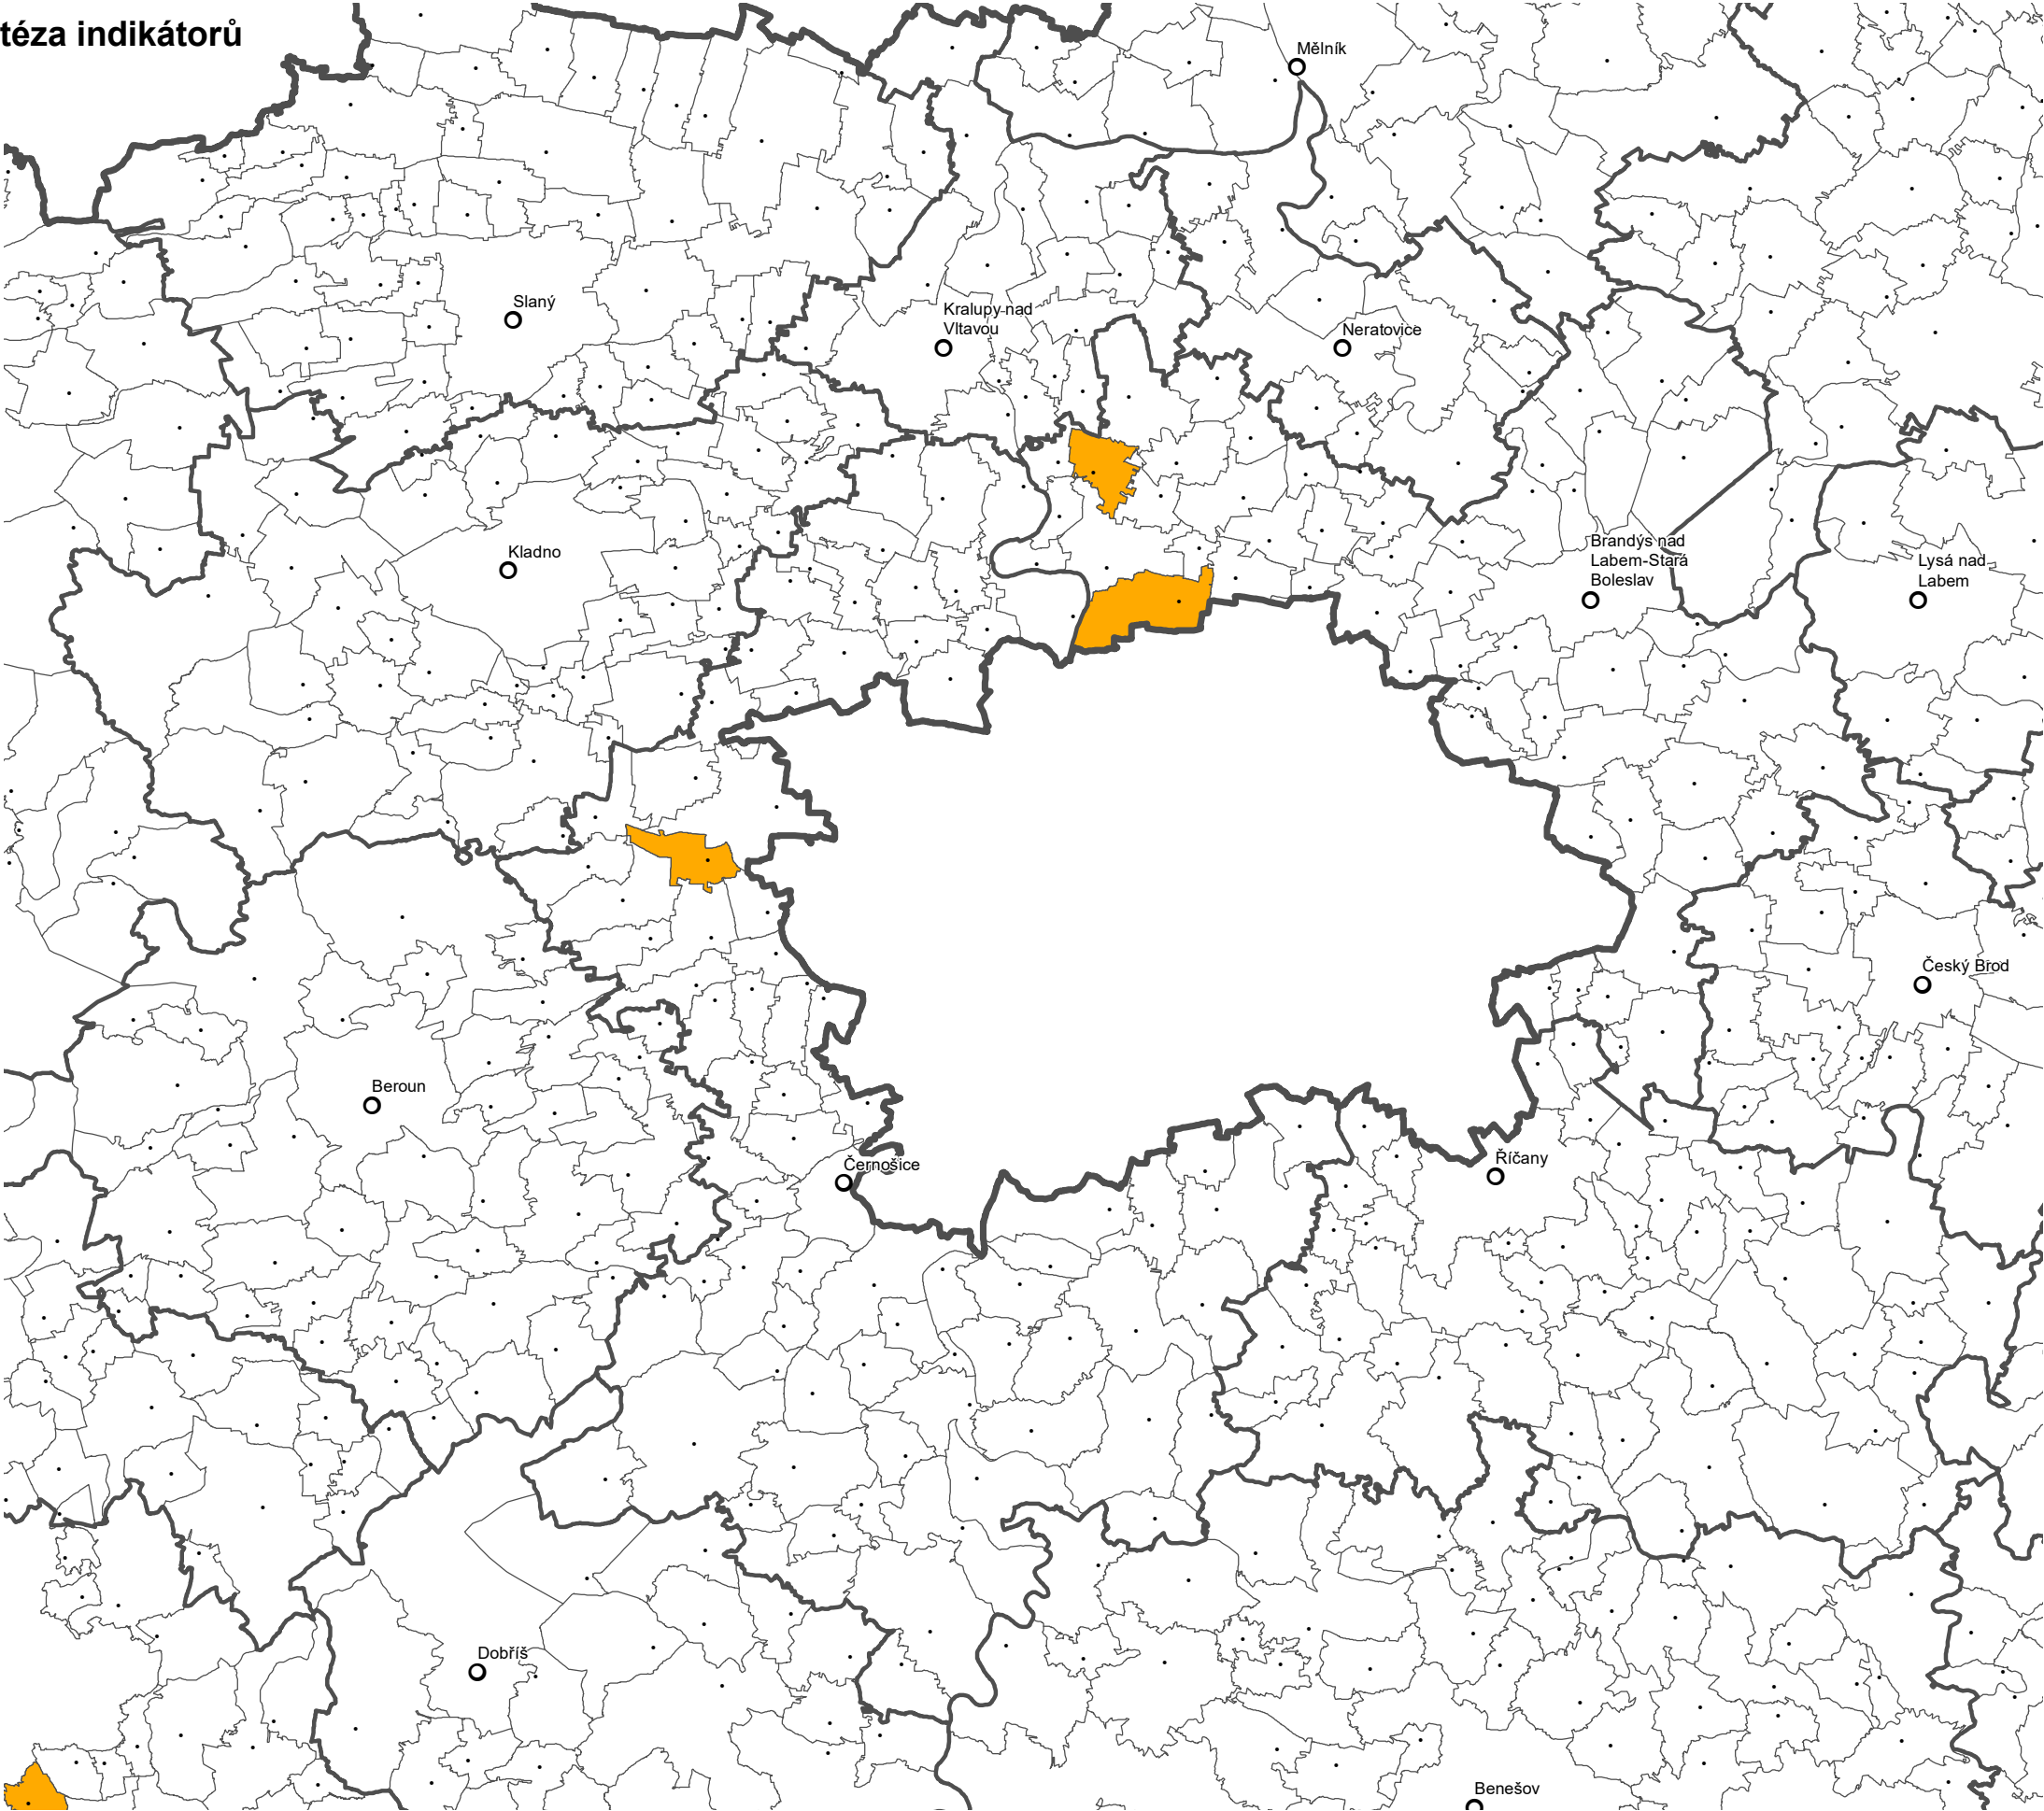 téza indikátorů
Mělník
Slaný
Kralupy nad
Vltavou
Neratovice
Kladno
Brandýs nad
Labem-Stará
Boleslav
Lysá nad
Labem
Český Brod
Beroun
Černošice
Říčany
Dobříš
Benešov